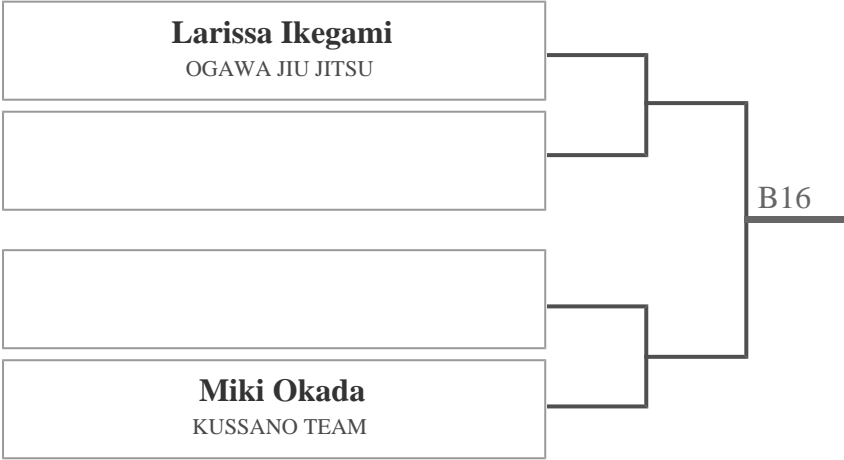 Larissa Ikegami
OGAWA JIU JITSU
B16
Miki Okada
KUSSANO TEAM